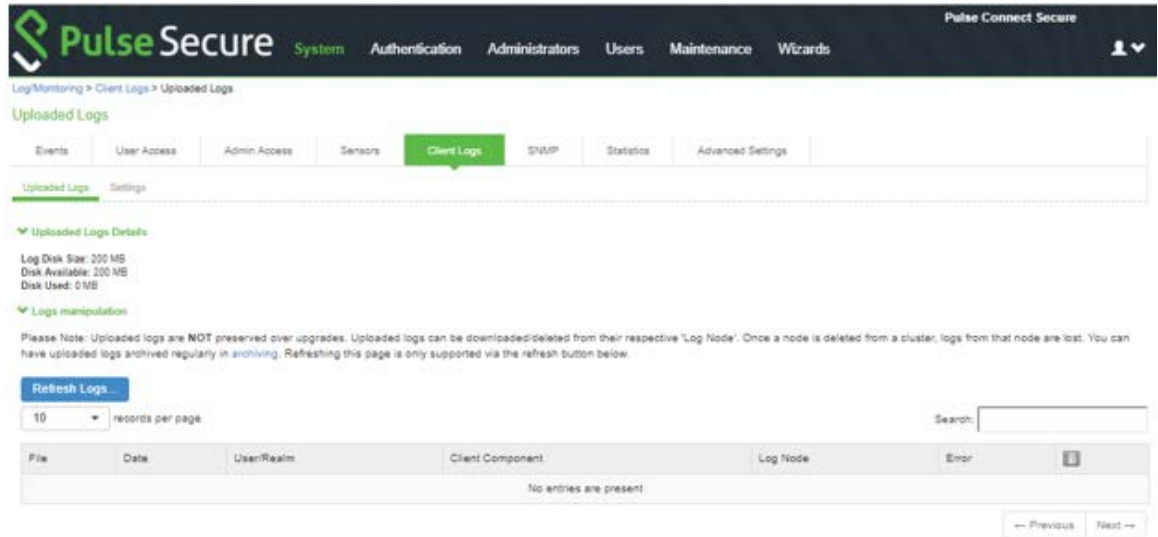 Pulse Connect Secure
Pulse Secure System Authentication Administrators Users Maintenance Wizards
Log/Monitoring > Client Logs > Uploaded Logs
Uploaded Logs
Events User Access Admin Access Sensors Client Logs SNMP Statistics Advanced Settings
Uploaded Logs Settings
Uploaded Logs Details
Log Disk Size: 200 MB
Disk Available: 200 MB
Disk Used: 0 MB
Logs manipulation
Please Note: Uploaded logs are NOT preserved over upgrades. Uploaded logs can be downloaded/deleted from their respective 'Log Node'. Once a node is deleted from a cluster, logs from that node are lost. You can
have uploaded logs archived regularly in archiving. Refreshing this page is only supported via the refresh button below.
Refresh Logs...
10 records per page Search:
File Date User/Realm Client Component Log Node Error
No entries are present
← Previous Next →